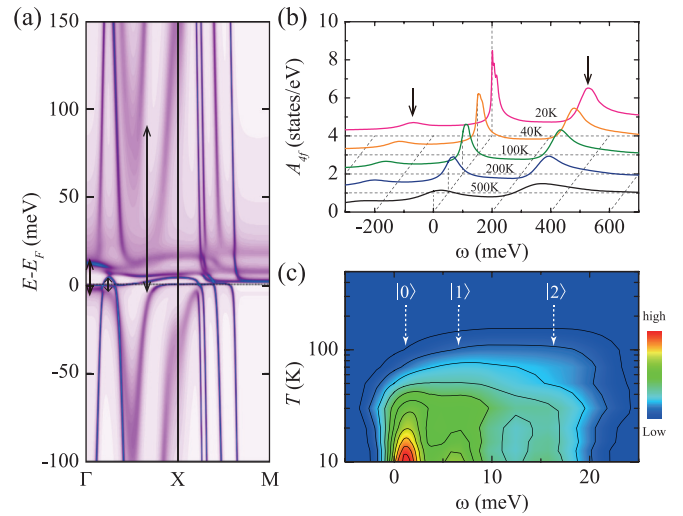 (a)
150
100
50
0
-50
-100
E-E_F (meV)
Γ X M
(b)
10
8
6
4
2
0
A_4f (states/eV)
20K
40K
100K
200K
500K
-200 0 200 400 600
ω (meV)
(c)
|0⟩ |1⟩ |2⟩
100
10
T (K)
0 10 20
ω (meV)
high
Low